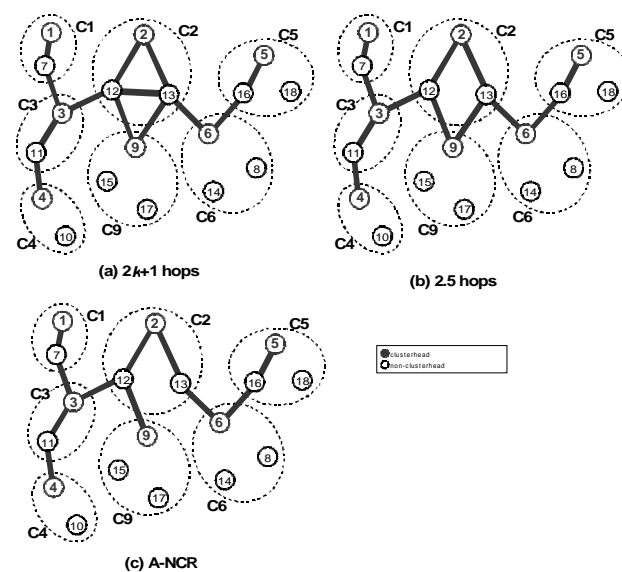 1 C1 2 C2 5 C5
7 12 13 16 18
C3 3 9 6
11 15 14 8
4 17 C6
C4 10 C9
(a) 2k+1 hops
1 C1 2 C2 5 C5
7 12 13 16 18
C3 3 9 6
11 15 14 8
4 17 C6
C4 10 C9
(b) 2.5 hops
1 C1 2 C2 5 C5
7 12 13 16 18
C3 3 9 6
11 15 14 8
4 17 C6
C4 10 C9
(c) A-NCR
clusterhead
non-clusterhead